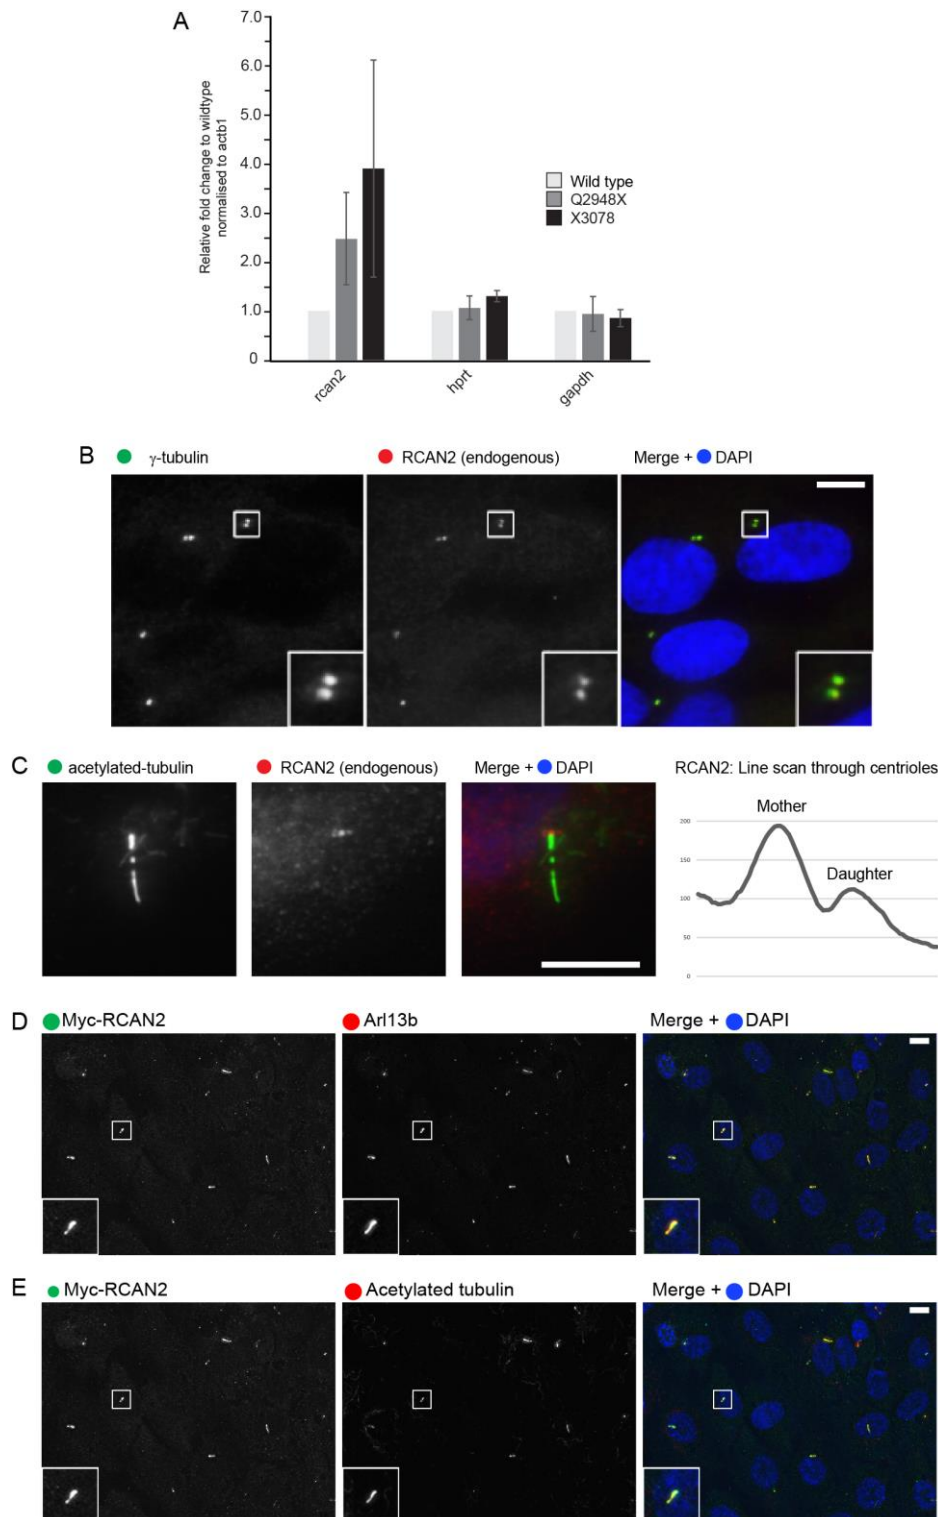 A
7.0
6.0
5.0
4.0
3.0
2.0
1.0
0
Relative fold change to wildtype
normalised to actb1
Wild type
Q2948X
X3078
rcan2
hprt
gapdh
B
γ-tubulin
RCAN2 (endogenous)
Merge + DAPI
C
acetylated-tubulin
RCAN2 (endogenous)
Merge + DAPI
RCAN2: Line scan through centrioles
Mother
Daughter
200
150
100
50
0
D
Myc-RCAN2
Arl13b
Merge + DAPI
E
Myc-RCAN2
Acetylated tubulin
Merge + DAPI